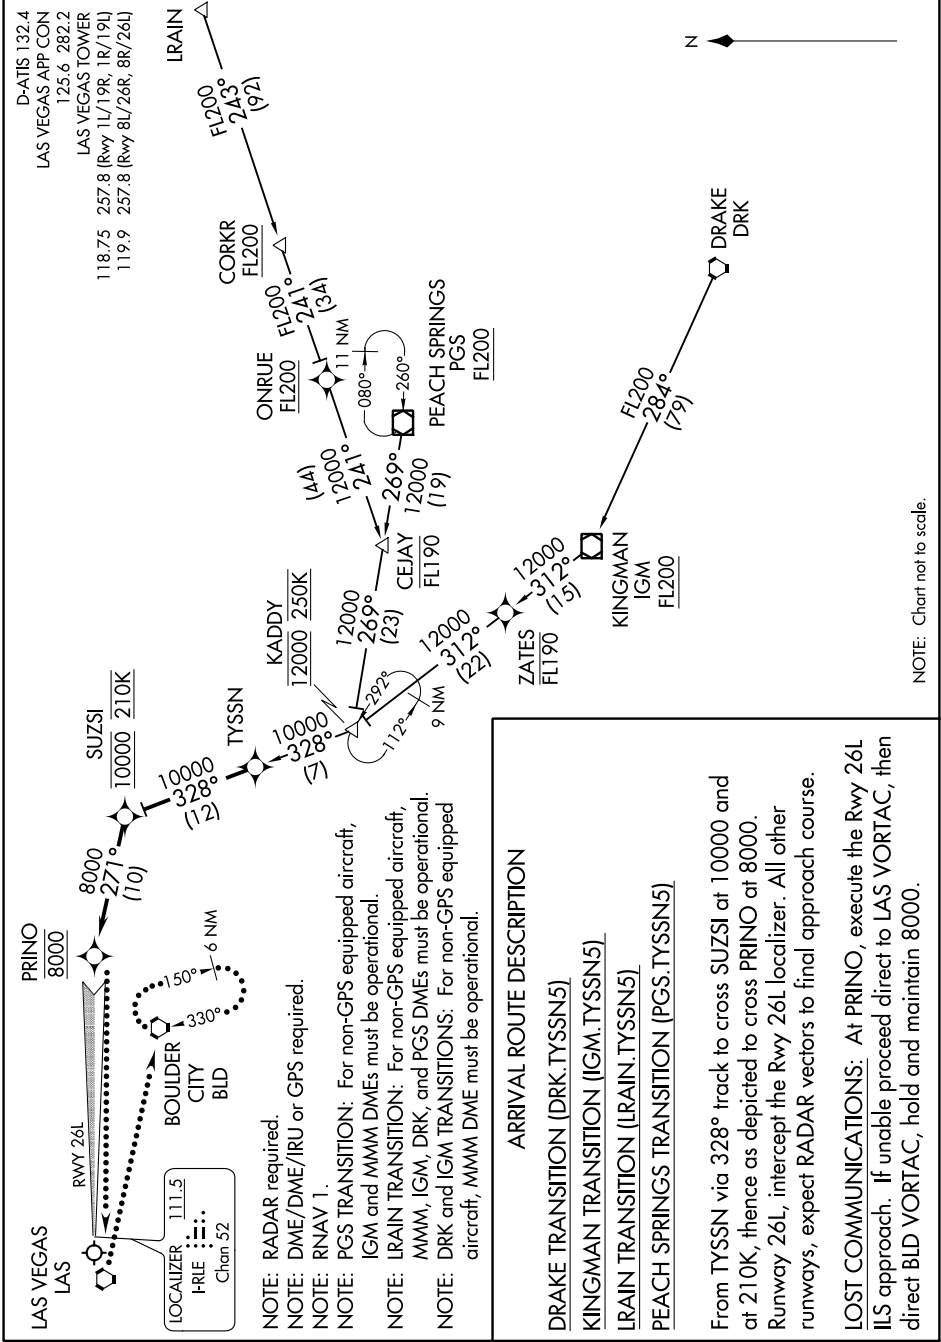 D-ATIS 132.4
LAS VEGAS APP CON
125.6 282.2
LAS VEGAS TOWER
118.75 257.8 (Rwy 1L/19R, 1R/19L)
119.9 257.8 (Rwy 8L/26R, 8R/26L)
LRAIN
FL200
243°
(92)
CORKR
FL200
FL200
241°
(34)
ONRUE
FL200
11 NM
080°
260°
PEACH SPRINGS
PGS
FL200
(44)
12000
241°
269°
12000
(19)
CEJAY
FL190
12000
269°
(23)
KADDY
12000 250K
292°
112°
9 NM
N
DRAKE
DRK
FL200
284°
(79)
KINGMAN
IGM
FL200
12000
312°
(15)
ZATES
FL190
12000
312°
(22)
10000
328°
(7)
TYSSN
10000
328°
(12)
SUZSI
10000 210K
8000
271°
(10)
PRINO
8000
150°
6 NM
330°
BOULDER
CITY
BLD
RWY 26L
LAS VEGAS
LAS
LOCALIZER 111.5
I-RLE
Chan 52
NOTE: RADAR required.
NOTE: DME/DME/IRU or GPS required.
NOTE: RNAV 1.
NOTE: PGS TRANSITION: For non-GPS equipped aircraft,
IGM and MMM DMEs must be operational.
NOTE: LRAIN TRANSITION: For non-GPS equipped aircraft,
MMM, IGM, DRK, and PGS DMEs must be operational.
NOTE: DRK and IGM TRANSITIONS: For non-GPS equipped
aircraft, MMM DME must be operational.
NOTE: Chart not to scale.
ARRIVAL ROUTE DESCRIPTION
DRAKE TRANSITION (DRK.TYSSN5)
KINGMAN TRANSITION (IGM.TYSSN5)
LRAIN TRANSITION (LRAIN.TYSSN5)
PEACH SPRINGS TRANSITION (PGS.TYSSN5)
From TYSSN via 328° track to cross SUZSI at 10000 and
at 210K, thence as depicted to cross PRINO at 8000.
Runway 26L, intercept the Rwy 26L localizer. All other
runways, expect RADAR vectors to final approach course.
LOST COMMUNICATIONS: At PRINO, execute the Rwy 26L
ILS approach. If unable proceed direct to LAS VORTAC, then
direct BLD VORTAC, hold and maintain 8000.